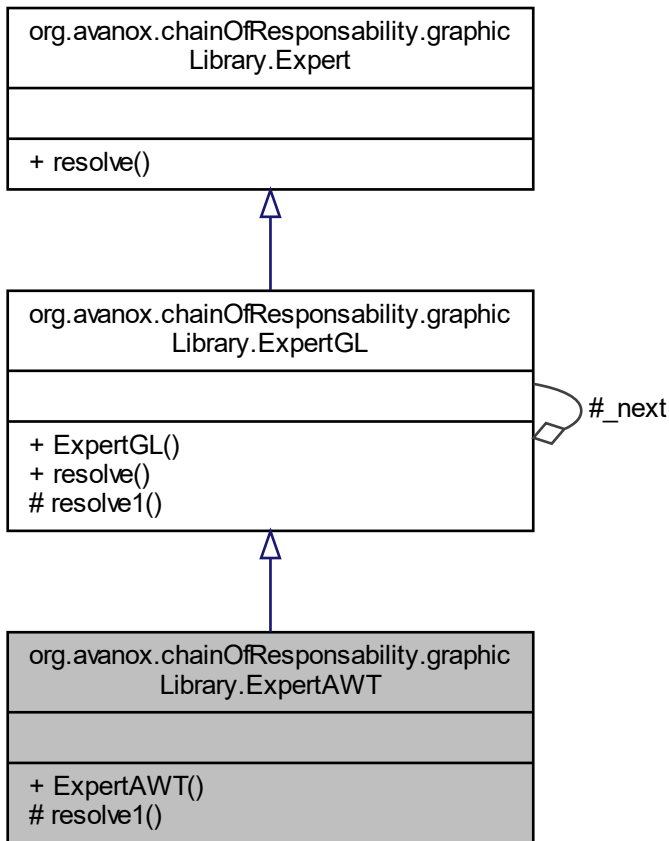 org.avanox.chainOfResponsability.graphic
Library.Expert
+ resolve()
org.avanox.chainOfResponsability.graphic
Library.ExpertGL
#_next
+ ExpertGL()
+ resolve()
# resolve1()
org.avanox.chainOfResponsability.graphic
Library.ExpertAWT
+ ExpertAWT()
# resolve1()